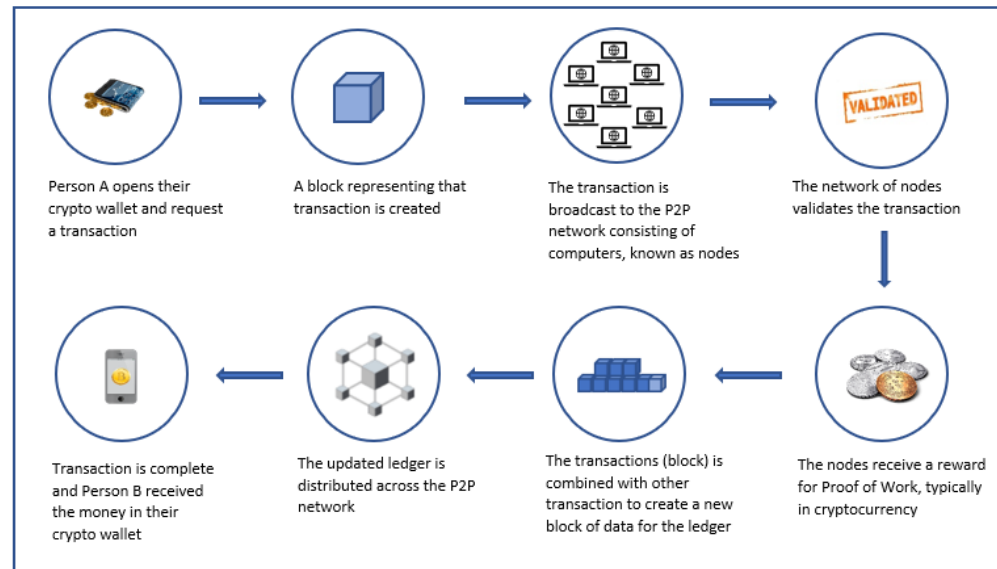 Person A opens their
crypto wallet and request
a transaction
A block representing that
transaction is created
The transaction is
broadcast to the P2P
network consisting of
computers, known as nodes
VALIDATED
The network of nodes
validates the transaction
The nodes receive a reward
for Proof of Work, typically
in cryptocurrency
The transactions (block) is
combined with other
transaction to create a new
block of data for the ledger
The updated ledger is
distributed across the P2P
network
Transaction is complete
and Person B received
the money in their
crypto wallet